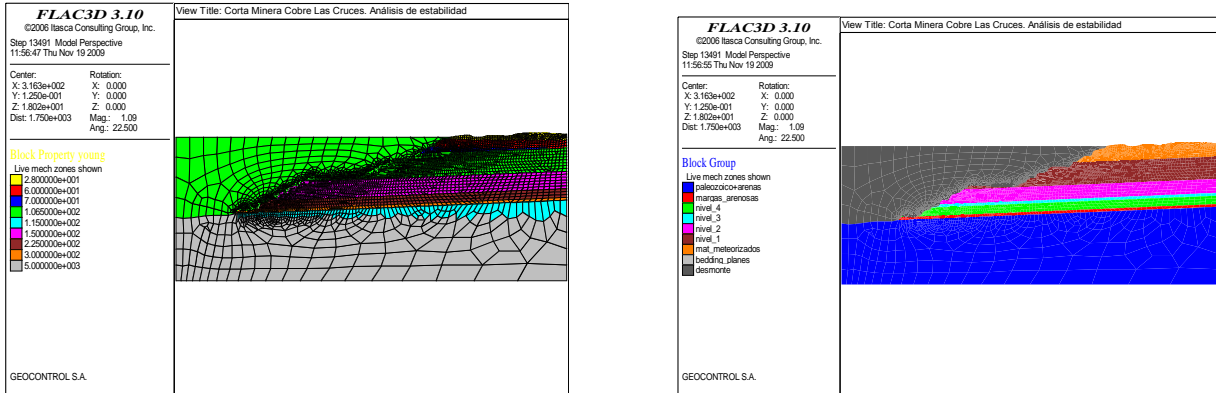 FLAC3D 3.10
©2006 Itasca Consulting Group, Inc.
Step 13491 Model Perspective
11:56:47 Thu Nov 19 2009
Center: Rotation:
X: 3.163e+002 X: 0.000
Y: 1.250e-001 Y: 0.000
Z: 1.802e+001 Z: 0.000
Dist: 1.750e+003 Mag.: 1.09
Ang.: 22.500
Block Property young
Live mech zones shown
2.800000e+001
6.000000e+001
7.000000e+001
1.065000e+002
1.150000e+002
1.500000e+002
2.250000e+002
3.000000e+002
5.000000e+003
GEOCONTROL S.A.
View Title: Corta Minera Cobre Las Cruces. Análisis de estabilidad
FLAC3D 3.10
©2006 Itasca Consulting Group, Inc.
Step 13491 Model Perspective
11:56:55 Thu Nov 19 2009
Center: Rotation:
X: 3.163e+002 X: 0.000
Y: 1.250e-001 Y: 0.000
Z: 1.802e+001 Z: 0.000
Dist: 1.750e+003 Mag.: 1.09
Ang.: 22.500
Block Group
Live mech zones shown
paleozoico+arenas
margas_arenosas
nivel_4
nivel_3
nivel_2
nivel_1
mat_meteorizados
bedding_planes
desmonte
GEOCONTROL S.A.
View Title: Corta Minera Cobre Las Cruces. Análisis de estabilidad